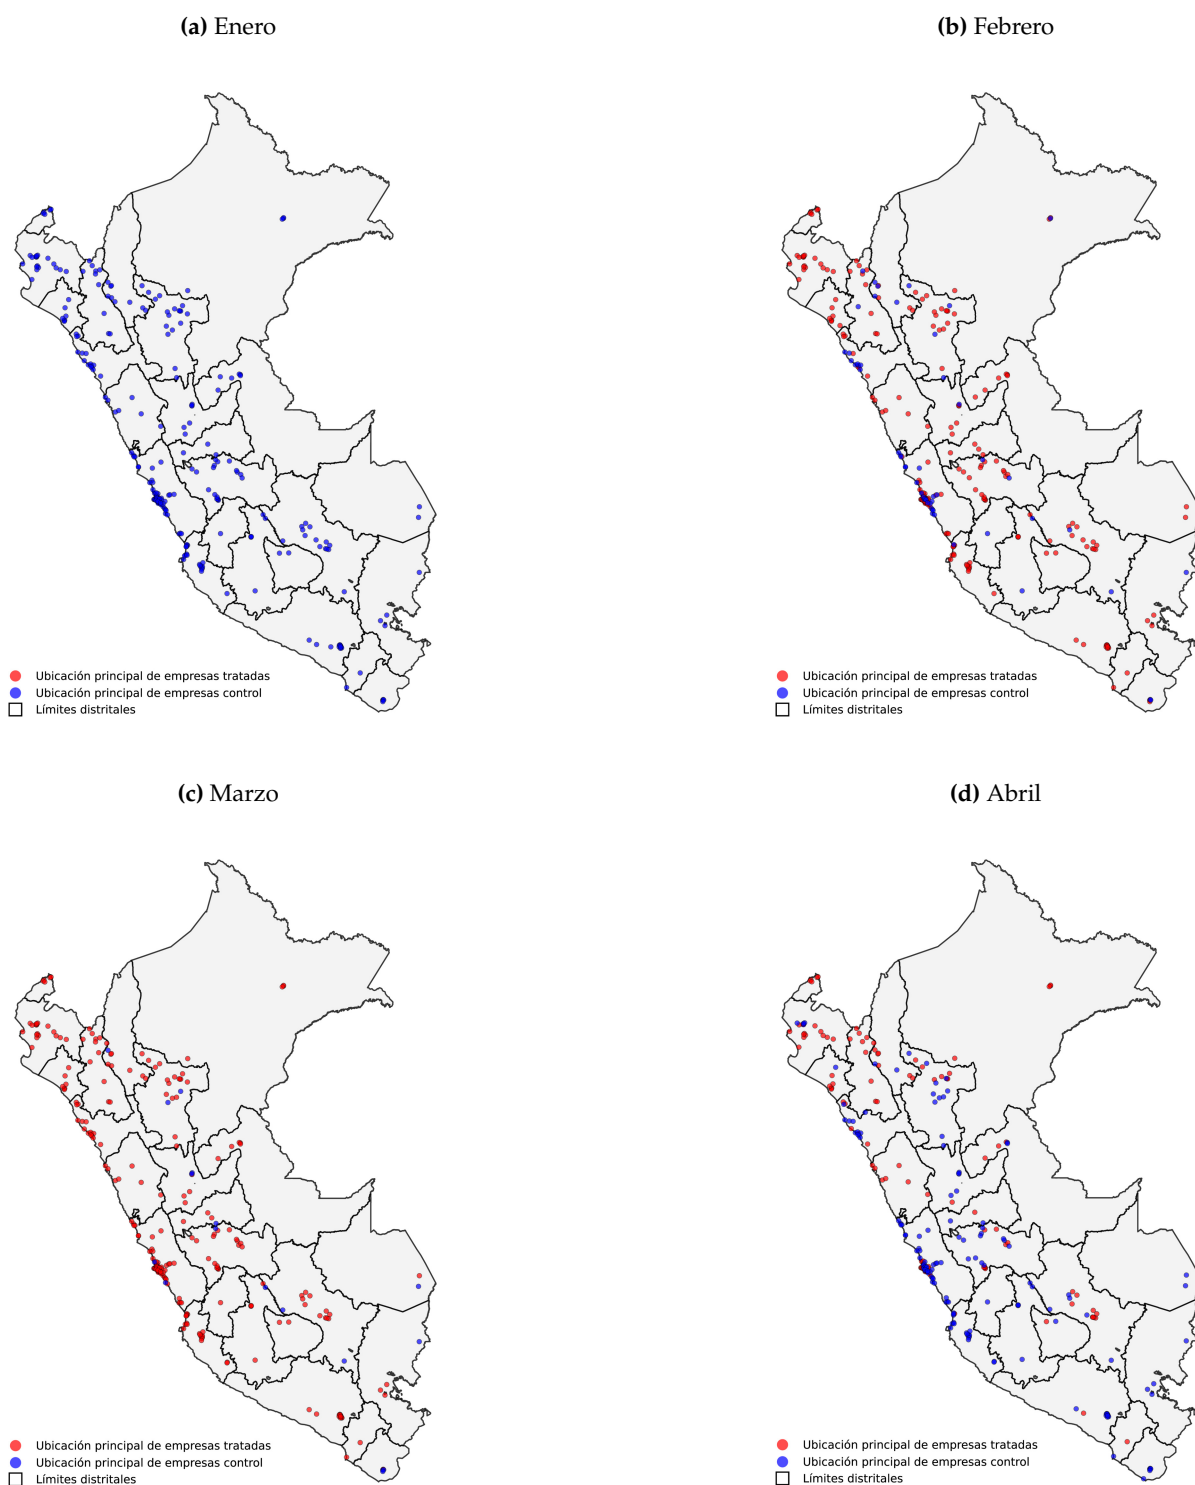 (a) Enero
(b) Febrero
Ubicación principal de empresas tratadas
Ubicación principal de empresas control
Límites distritales
Ubicación principal de empresas tratadas
Ubicación principal de empresas control
Límites distritales
(c) Marzo
(d) Abril
Ubicación principal de empresas tratadas
Ubicación principal de empresas control
Límites distritales
Ubicación principal de empresas tratadas
Ubicación principal de empresas control
Límites distritales